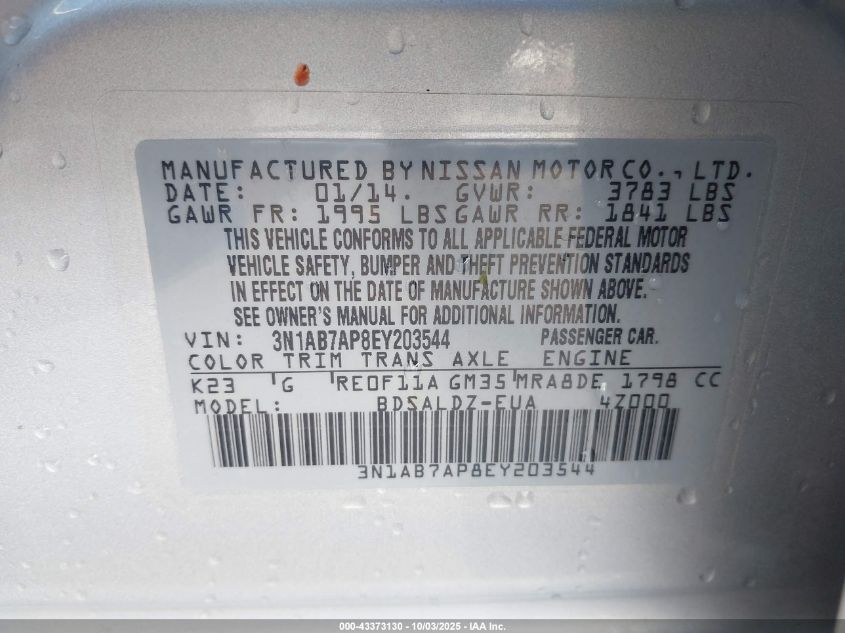 MANUFACTURED BY NISSAN MOTOR CO., LTD.
DATE: 01/14. GVWR: 3783 LBS
GAWR FR: 1995 LBS GAWR RR: 1841 LBS
THIS VEHICLE CONFORMS TO ALL APPLICABLE FEDERAL MOTOR
VEHICLE SAFETY, BUMPER AND THEFT PREVENTION STANDARDS
IN EFFECT ON THE DATE OF MANUFACTURE SHOWN ABOVE.
SEE OWNER'S MANUAL FOR ADDITIONAL INFORMATION.
VIN: 3N1AB7AP8EY203544 PASSENGER CAR.
COLOR TRIM TRANS AXLE ENGINE
K23 G RE0F11A GM35 MRA8DE 1798 CC
MODEL: BDSALDZ-EUA 4Z000
3N1AB7AP8EY203544
000-43373130 - 10/03/2025 - IAA Inc.